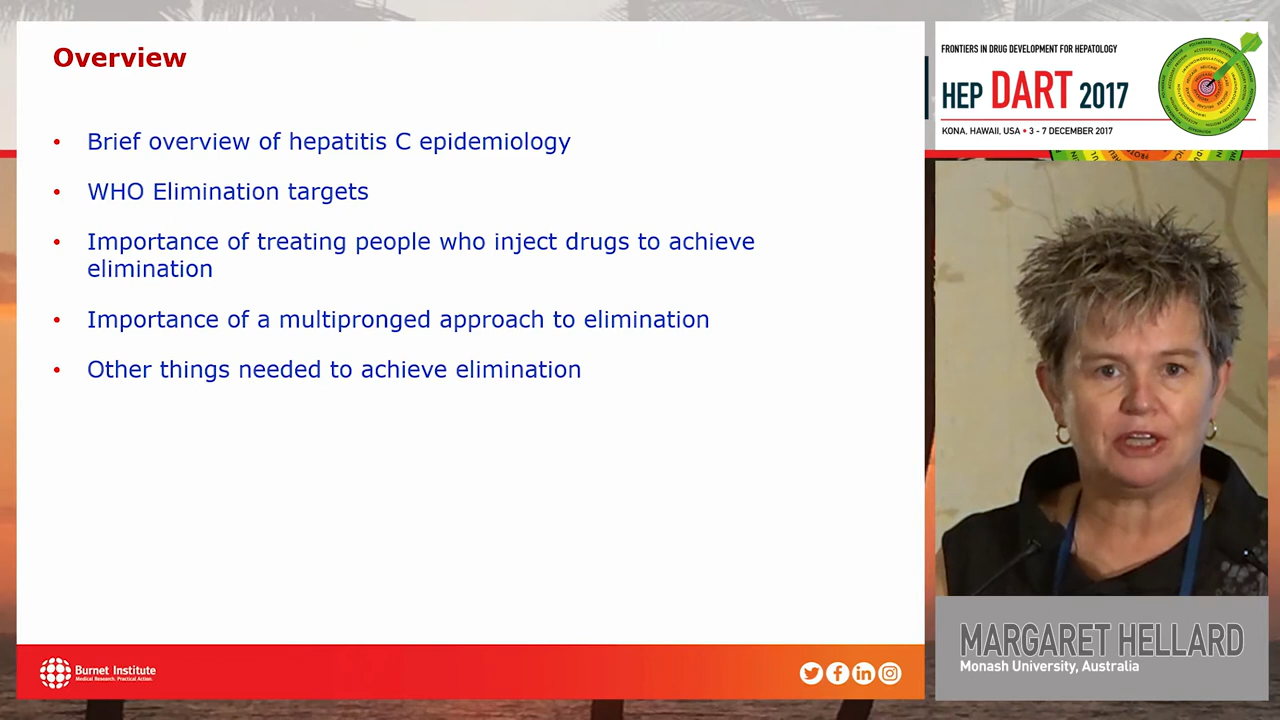 Overview
• Brief overview of hepatitis C epidemiology
• WHO Elimination targets
• Importance of treating people who inject drugs to achieve
elimination
• Importance of a multipronged approach to elimination
• Other things needed to achieve elimination
Burnet Institute
Medical Research. Practical Action.
FRONTIERS IN DRUG DEVELOPMENT FOR HEPATOLOGY
HEP DART 2017
KONA, HAWAII, USA • 3 - 7 DECEMBER 2017
MARGARET HELLARD
Monash University, Australia